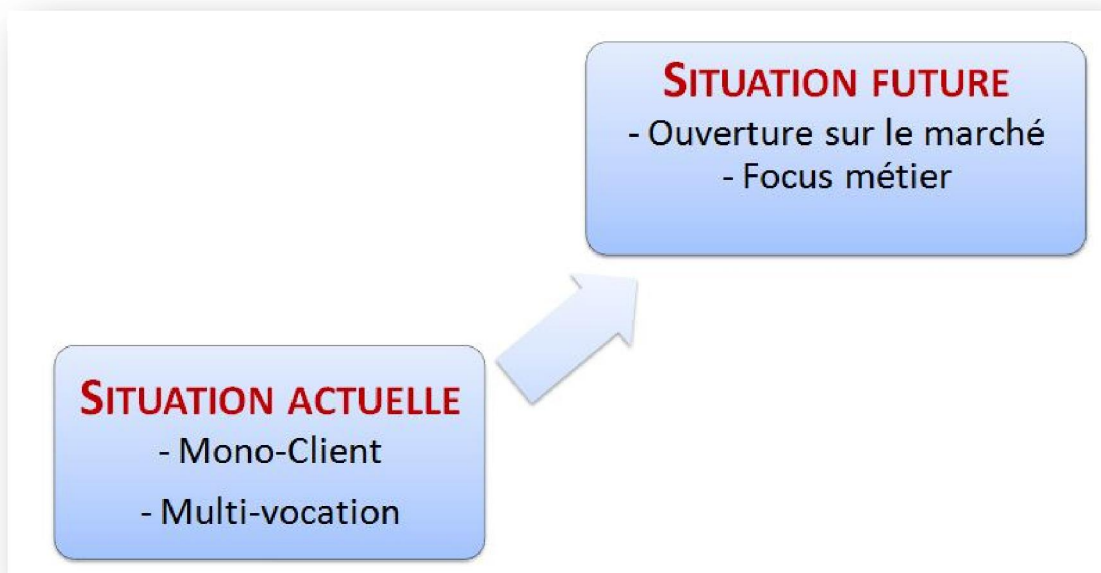 SITUATION FUTURE
- Ouverture sur le marché
- Focus métier
SITUATION ACTUELLE
- Mono-Client
- Multi-vocation